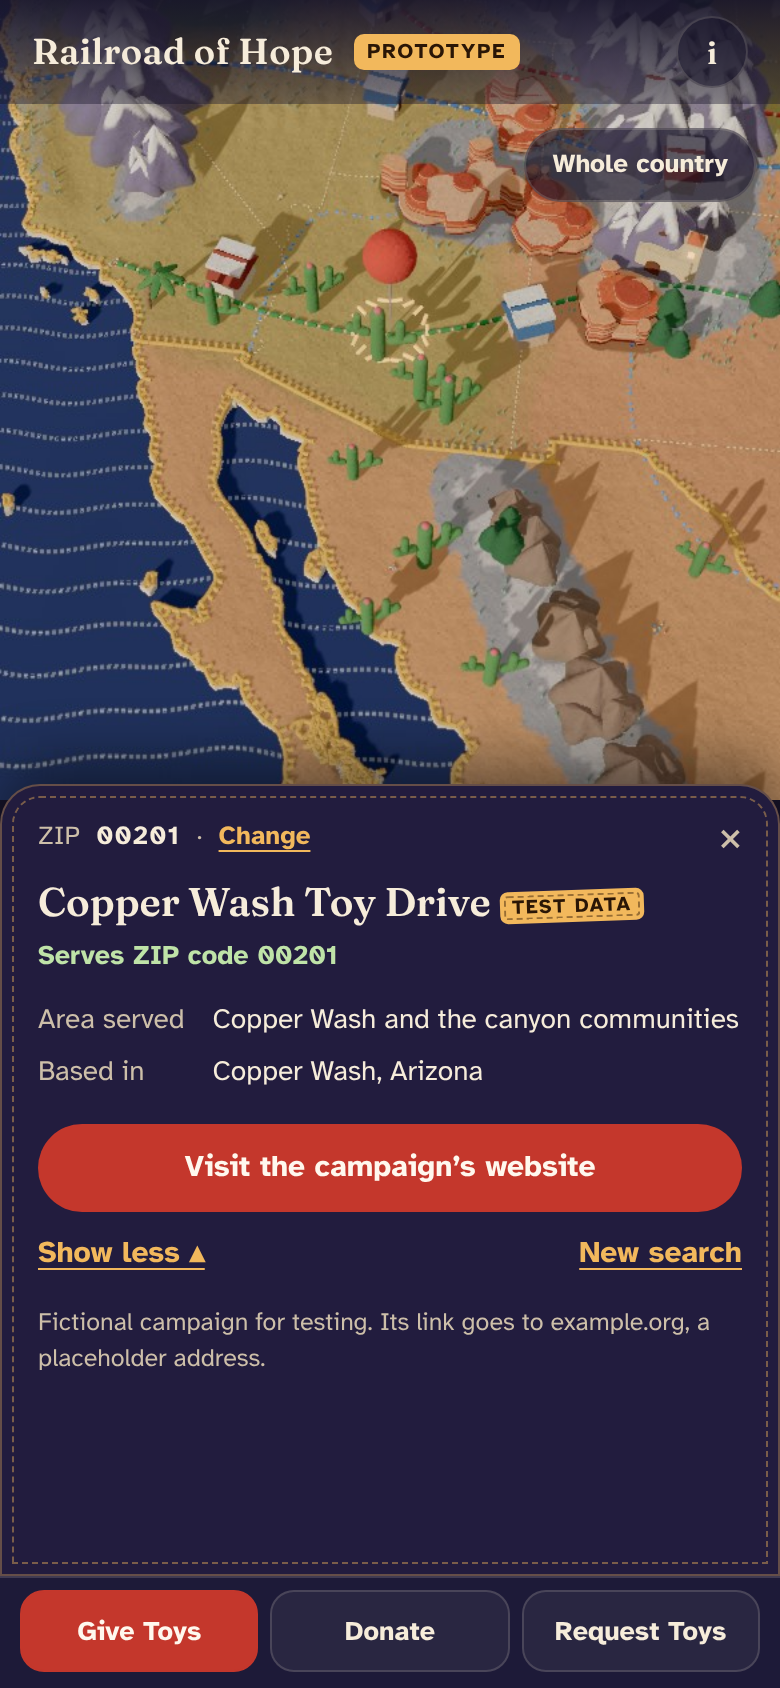 Railroad of Hope PROTOTYPE i
Whole country
ZIP 00201 · Change ×
Copper Wash Toy Drive TEST DATA
Serves ZIP code 00201
Area served Copper Wash and the canyon communities
Based in Copper Wash, Arizona
Visit the campaign’s website
Show less ▲ New search
Fictional campaign for testing. Its link goes to example.org, a
placeholder address.
Give Toys Donate Request Toys